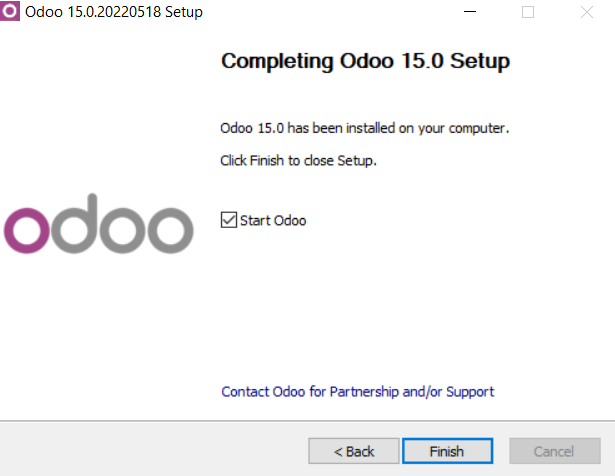 Odoo 15.0.20220518 Setup
Completing Odoo 15.0 Setup
Odoo 15.0 has been installed on your computer.
Click Finish to close Setup.
odoo
Start Odoo
Contact Odoo for Partnership and/or Support
< Back
Finish
Cancel